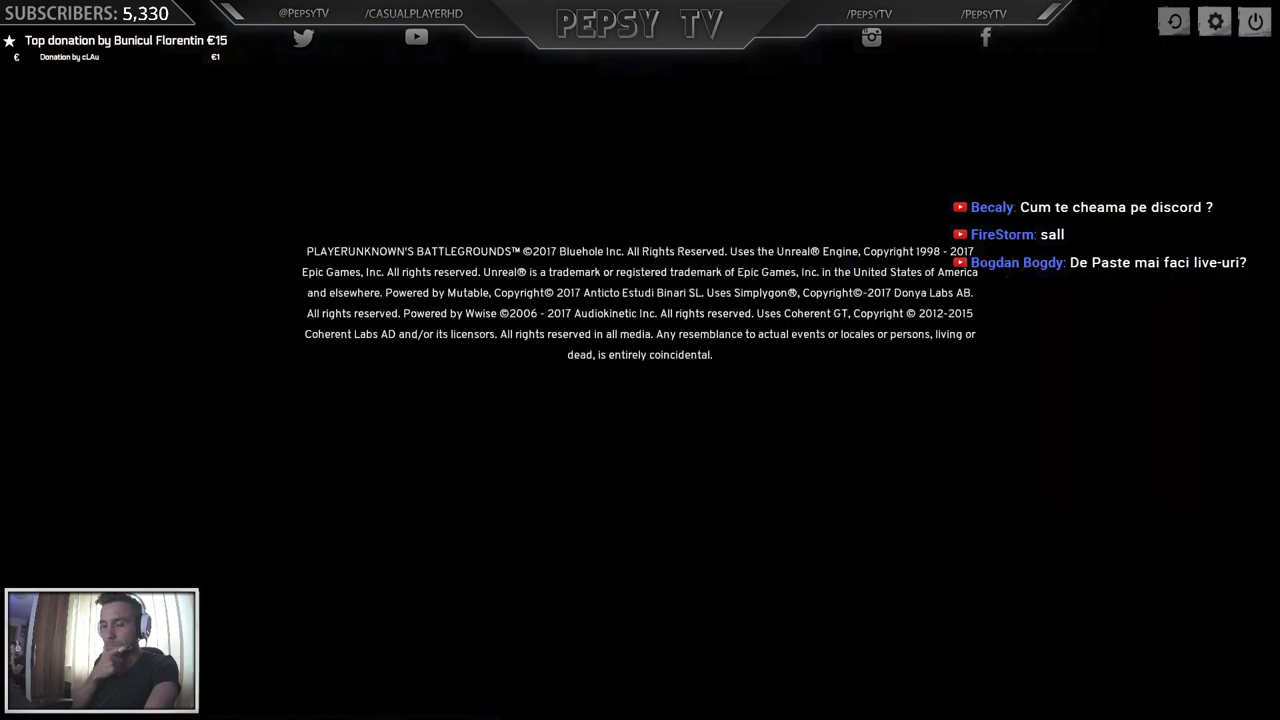 SUBSCRIBERS: 5,330
@PEPSYTV
/CASUALPLAYERHD
PEPSY TV
/PEPSYTV
/PEPSYTV
Top donation by Bunicul Florentin €15
€ Donation by cLAu €1
Becaly: Cum te cheama pe discord ?
FireStorm: sall
Bogdan Bogdy: De Paste mai faci live-uri?
PLAYERUNKNOWN'S BATTLEGROUNDS™ ©2017 Bluehole Inc. All Rights Reserved. Uses the Unreal® Engine, Copyright 1998 - 2017
Epic Games, Inc. All rights reserved. Unreal® is a trademark or registered trademark of Epic Games, Inc. in the United States of America
and elsewhere. Powered by Mutable, Copyright© 2017 Anticto Estudi Binari SL. Uses Simplygon®, Copyright©-2017 Donya Labs AB.
All rights reserved. Powered by Wwise ©2006 - 2017 Audiokinetic Inc. All rights reserved. Uses Coherent GT, Copyright © 2012-2015
Coherent Labs AD and/or its licensors. All rights reserved in all media. Any resemblance to actual events or locales or persons, living or
dead, is entirely coincidental.